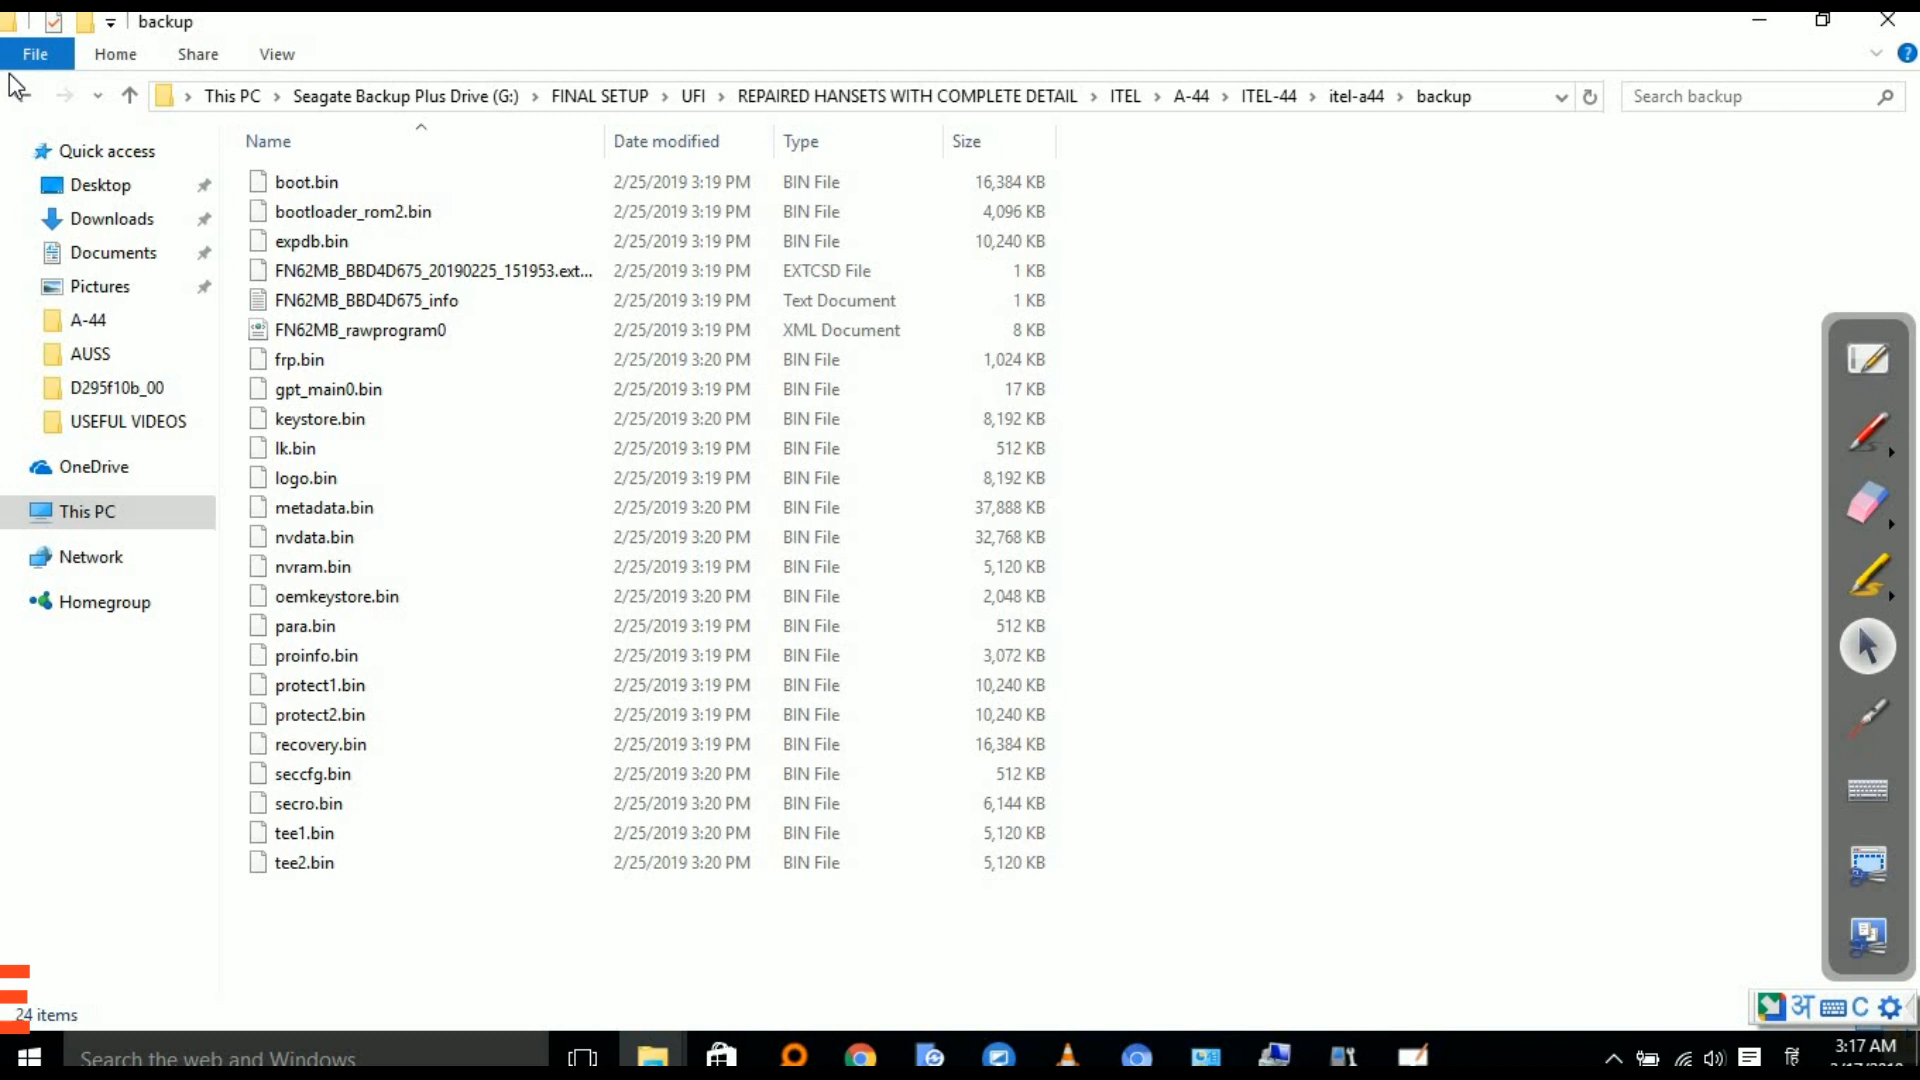 backup
File Home Share View
This PC > Seagate Backup Plus Drive (G:) > FINAL SETUP > UFI > REPAIRED HANSETS WITH COMPLETE DETAIL > ITEL > A-44 > ITEL-44 > itel-a44 > backup
Search backup
Quick access
Desktop
Downloads
Documents
Pictures
A-44
AUSS
D295f10b_00
USEFUL VIDEOS
OneDrive
This PC
Network
Homegroup
Name Date modified Type Size
boot.bin 2/25/2019 3:19 PM BIN File 16,384 KB
bootloader_rom2.bin 2/25/2019 3:19 PM BIN File 4,096 KB
expdb.bin 2/25/2019 3:19 PM BIN File 10,240 KB
FN62MB_BBD4D675_20190225_151953.ext... 2/25/2019 3:19 PM EXTCSD File 1 KB
FN62MB_BBD4D675_info 2/25/2019 3:19 PM Text Document 1 KB
FN62MB_rawprogram0 2/25/2019 3:19 PM XML Document 8 KB
frp.bin 2/25/2019 3:20 PM BIN File 1,024 KB
gpt_main0.bin 2/25/2019 3:19 PM BIN File 17 KB
keystore.bin 2/25/2019 3:20 PM BIN File 8,192 KB
lk.bin 2/25/2019 3:19 PM BIN File 512 KB
logo.bin 2/25/2019 3:19 PM BIN File 8,192 KB
metadata.bin 2/25/2019 3:20 PM BIN File 37,888 KB
nvdata.bin 2/25/2019 3:20 PM BIN File 32,768 KB
nvram.bin 2/25/2019 3:19 PM BIN File 5,120 KB
oemkeystore.bin 2/25/2019 3:20 PM BIN File 2,048 KB
para.bin 2/25/2019 3:19 PM BIN File 512 KB
proinfo.bin 2/25/2019 3:19 PM BIN File 3,072 KB
protect1.bin 2/25/2019 3:19 PM BIN File 10,240 KB
protect2.bin 2/25/2019 3:19 PM BIN File 10,240 KB
recovery.bin 2/25/2019 3:19 PM BIN File 16,384 KB
seccfg.bin 2/25/2019 3:20 PM BIN File 512 KB
secro.bin 2/25/2019 3:20 PM BIN File 6,144 KB
tee1.bin 2/25/2019 3:20 PM BIN File 5,120 KB
tee2.bin 2/25/2019 3:20 PM BIN File 5,120 KB
24 items
अ C
Search the web and Windows
हि
3:17 AM